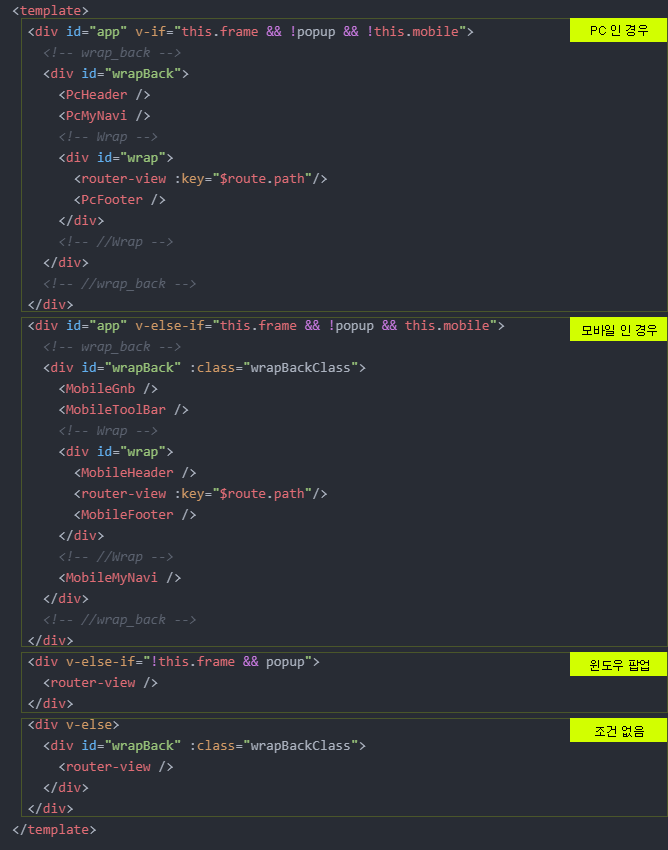 <template>
<div id="app" v-if="this.frame && !popup && !this.mobile">
PC 인 경우
<!-- wrap_back -->
<div id="wrapBack">
<PcHeader />
<PcMyNavi />
<!-- Wrap -->
<div id="wrap">
<router-view :key="$route.path"/>
<PcFooter />
</div>
<!-- //Wrap -->
</div>
<!-- //wrap_back -->
</div>
<div id="app" v-else-if="this.frame && !popup && this.mobile">
모바일 인 경우
<!-- wrap_back -->
<div id="wrapBack" :class="wrapBackClass">
<MobileGnb />
<MobileToolBar />
<!-- Wrap -->
<div id="wrap">
<MobileHeader />
<router-view :key="$route.path"/>
<MobileFooter />
</div>
<!-- //Wrap -->
<MobileMyNavi />
</div>
<!-- //wrap_back -->
</div>
<div v-else-if="!this.frame && popup">
윈도우 팝업
<router-view />
</div>
<div v-else>
조건 없음
<div id="wrapBack" :class="wrapBackClass">
<router-view />
</div>
</div>
</template>